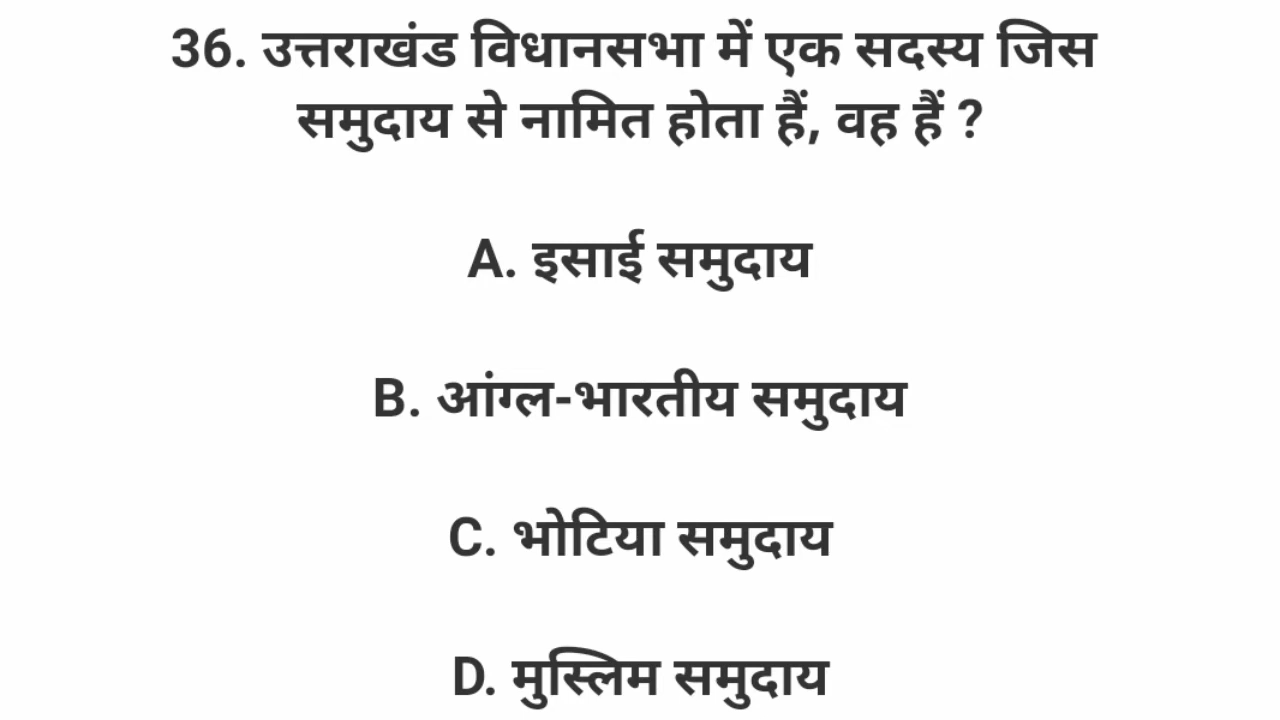 36. उत्तराखंड विधानसभा में एक सदस्य जिस
समुदाय से नामित होता हैं, वह हैं ?
A. इसाई समुदाय
B. आंग्ल-भारतीय समुदाय
C. भोटिया समुदाय
D. मुस्लिम समुदाय